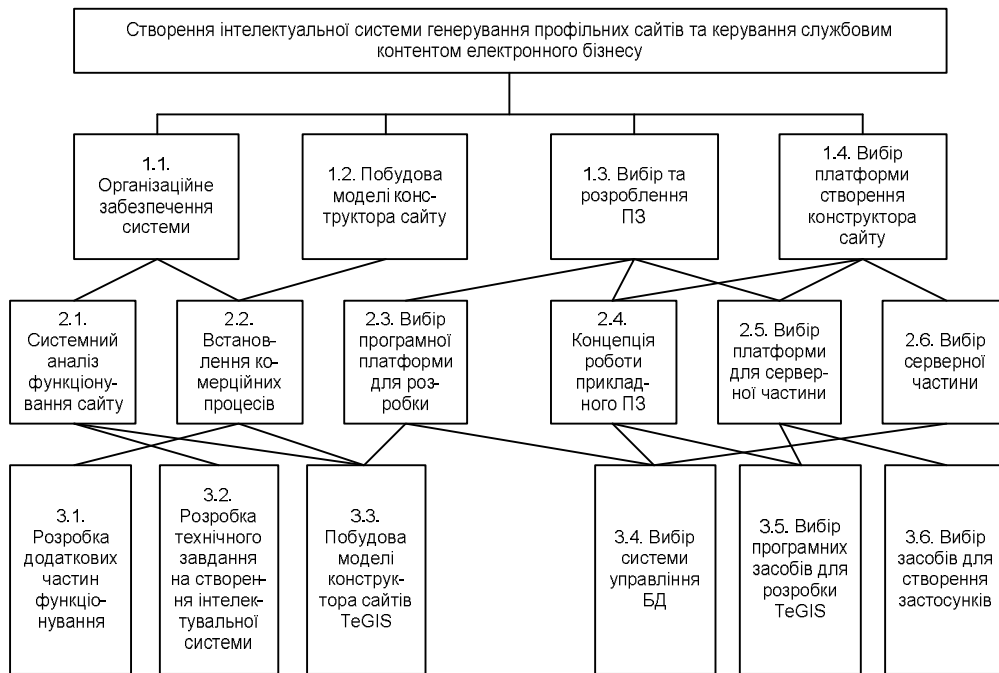 Створення інтелектуальної системи генерування профільних сайтів та керування службовим
контентом електронного бізнесу
1.1.
Організаційне
забезпечення
системи
1.2. Побудова
моделі конс-
труктора сайту
1.3. Вибір та
розроблення
ПЗ
1.4. Вибір
платформи
створення
конструктора
сайту
2.1.
Системний
аналіз
функціону-
вання сайту
2.2.
Встанов-
лення ко-
мерційних
процесів
2.3. Вибір
програмної
платформи
для роз-
робки
2.4.
Концепція
роботи
приклад-
ного ПЗ
2.5. Вибір
платформи
для сервер-
ної частини
2.6. Вибір
серверної
частини
3.1.
Розробка
додаткових
частин
функціо-
нування
3.2.
Розробка
технічного
завдання
на створен-
ня інтелек-
тувальної
системи
3.3.
Побудова
моделі
конструк-
тора сайтів
TeGIS
3.4. Вибір
системи
управління
БД
3.5. Вибір
програмних
засобів для
розробки
TeGIS
3.6. Вибір
засобів для
створення
застосунків